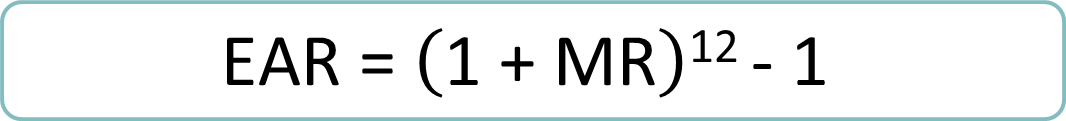 EAR = (1 + MR)¹² - 1